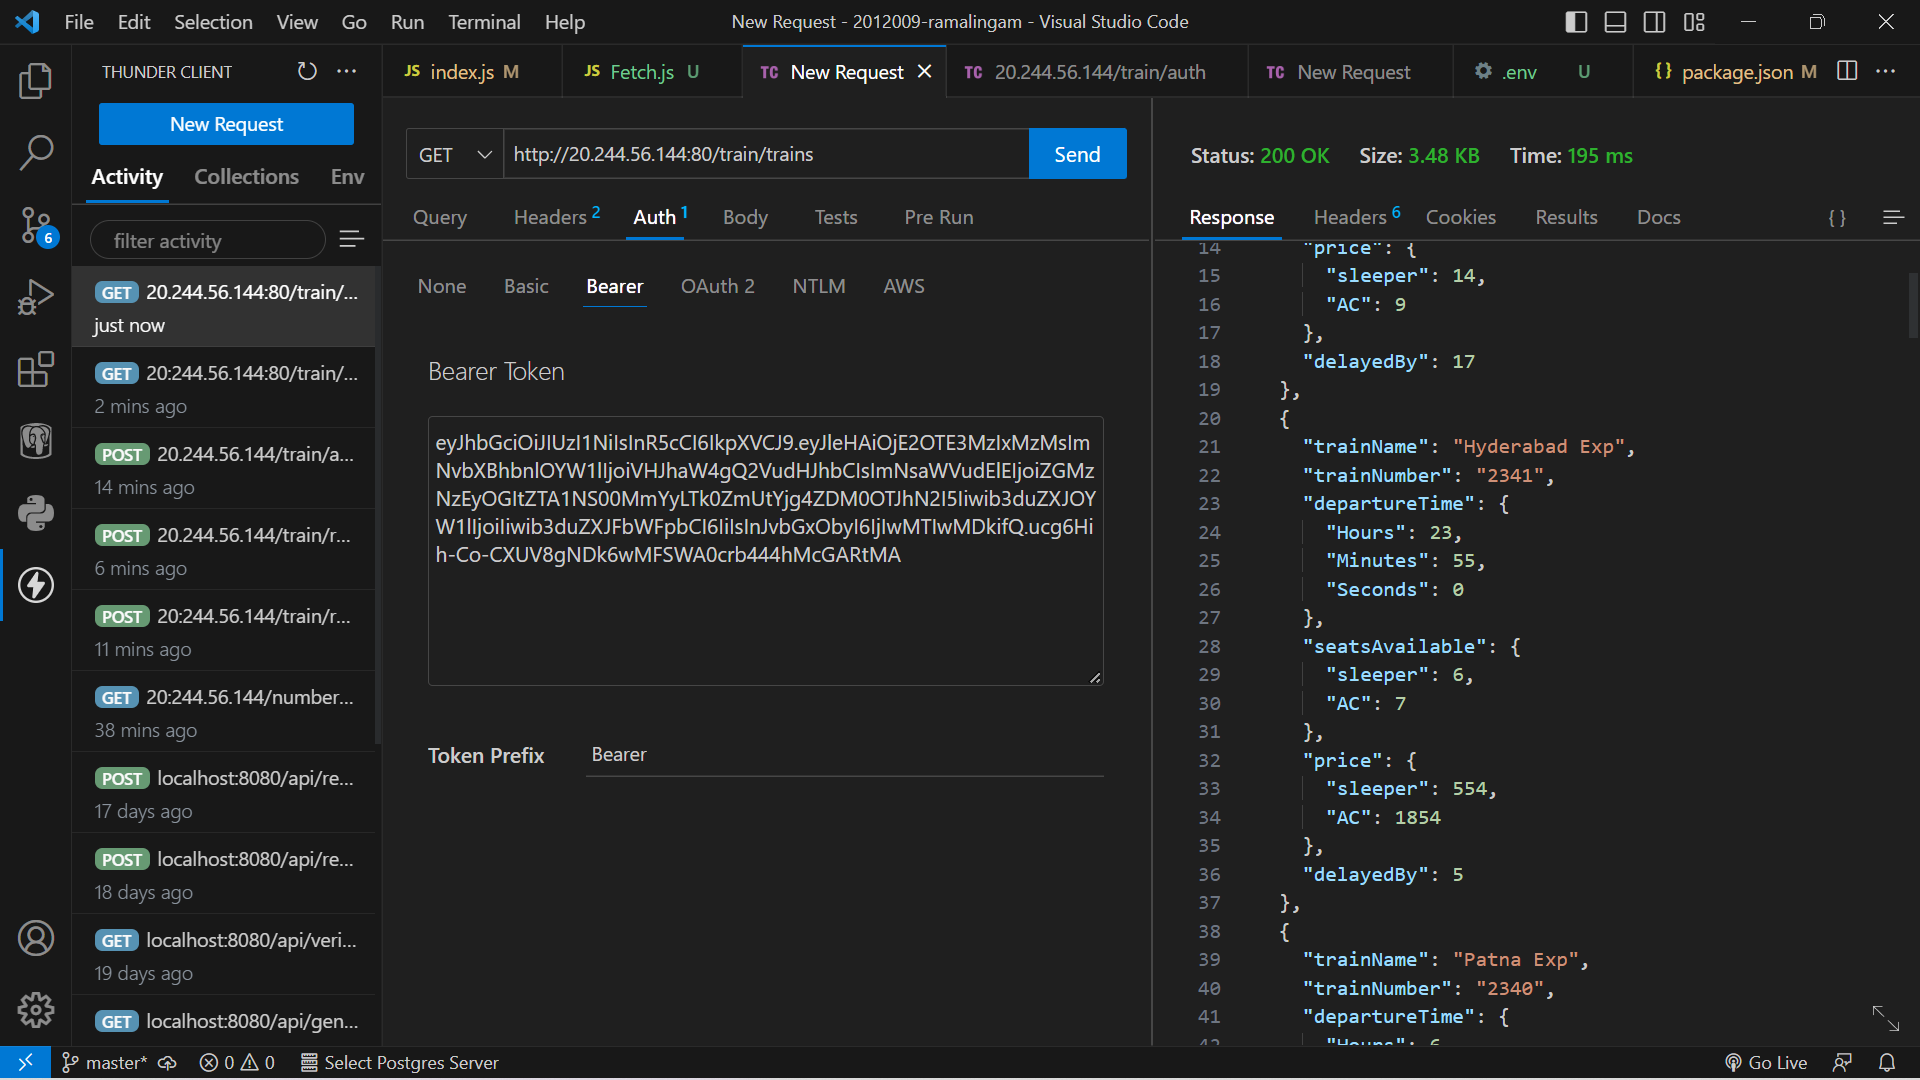 File Edit Selection View Go Run Terminal Help
New Request - 2012009-ramalingam - Visual Studio Code
THUNDER CLIENT
New Request
Activity Collections Env
filter activity
GET 20.244.56.144:80/train/...
just now
GET 20:244.56.144:80/train/...
2 mins ago
POST 20.244.56.144/train/a...
14 mins ago
POST 20.244.56.144/train/r...
6 mins ago
POST 20:244.56.144/train/r...
11 mins ago
GET 20:244.56.144/number...
38 mins ago
POST localhost:8080/api/re...
17 days ago
POST localhost:8080/api/re...
18 days ago
GET localhost:8080/api/veri...
19 days ago
GET localhost:8080/api/gen...
6
JS index.js M
JS Fetch.js U
TC New Request
TC 20.244.56.144/train/auth
TC New Request
.env U
{} package.json M
GET http://20.244.56.144:80/train/trains Send
Query Headers 2 Auth 1 Body Tests Pre Run
None Basic Bearer OAuth 2 NTLM AWS
Bearer Token
Token Prefix Bearer
Status: 200 OK Size: 3.48 KB Time: 195 ms
Response Headers 6 Cookies Results Docs { }
14 "price": {
15 "sleeper": 14,
16 "AC": 9
17 },
18 "delayedBy": 17
19 },
20 {
21 "trainName": "Hyderabad Exp",
22 "trainNumber": "2341",
23 "departureTime": {
24 "Hours": 23,
25 "Minutes": 55,
26 "Seconds": 0
27 },
28 "seatsAvailable": {
29 "sleeper": 6,
30 "AC": 7
31 },
32 "price": {
33 "sleeper": 554,
34 "AC": 1854
35 },
36 "delayedBy": 5
37 },
38 {
39 "trainName": "Patna Exp",
40 "trainNumber": "2340",
41 "departureTime": {
42 "Hours": 6
master* 0 0 Select Postgres Server
Go Live